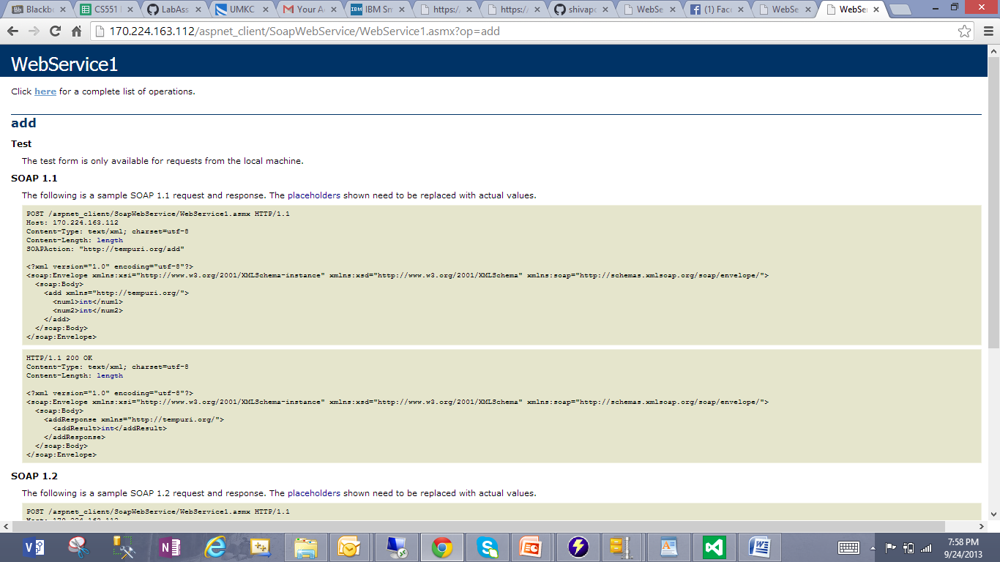 Blackbo
CS551
LabAss
UMKC
Your A
IBM Sm
https:/
https:/
shivapo
WebSe
(1) Face
WebSe
WebSe
170.224.163.112/aspnet_client/SoapWebService/WebService1.asmx?op=add
WebService1
Click here for a complete list of operations.
add
Test
The test form is only available for requests from the local machine.
SOAP 1.1
The following is a sample SOAP 1.1 request and response. The placeholders shown need to be replaced with actual values.
POST /aspnet_client/SoapWebService/WebService1.asmx HTTP/1.1
Host: 170.224.163.112
Content-Type: text/xml; charset=utf-8
Content-Length: length
SOAPAction: "http://tempuri.org/add"
<?xml version="1.0" encoding="utf-8"?>
<soap:Envelope xmlns:xsi="http://www.w3.org/2001/XMLSchema-instance" xmlns:xsd="http://www.w3.org/2001/XMLSchema" xmlns:soap="http://schemas.xmlsoap.org/soap/envelope/">
<soap:Body>
<add xmlns="http://tempuri.org/">
<num1>int</num1>
<num2>int</num2>
</add>
</soap:Body>
</soap:Envelope>
HTTP/1.1 200 OK
Content-Type: text/xml; charset=utf-8
Content-Length: length
<?xml version="1.0" encoding="utf-8"?>
<soap:Envelope xmlns:xsi="http://www.w3.org/2001/XMLSchema-instance" xmlns:xsd="http://www.w3.org/2001/XMLSchema" xmlns:soap="http://schemas.xmlsoap.org/soap/envelope/">
<soap:Body>
<addResponse xmlns="http://tempuri.org/">
<addResult>int</addResult>
</addResponse>
</soap:Body>
</soap:Envelope>
SOAP 1.2
The following is a sample SOAP 1.2 request and response. The placeholders shown need to be replaced with actual values.
POST /aspnet_client/SoapWebService/WebService1.asmx HTTP/1.1
Host: 170.224.163.112
7:58 PM
9/24/2013